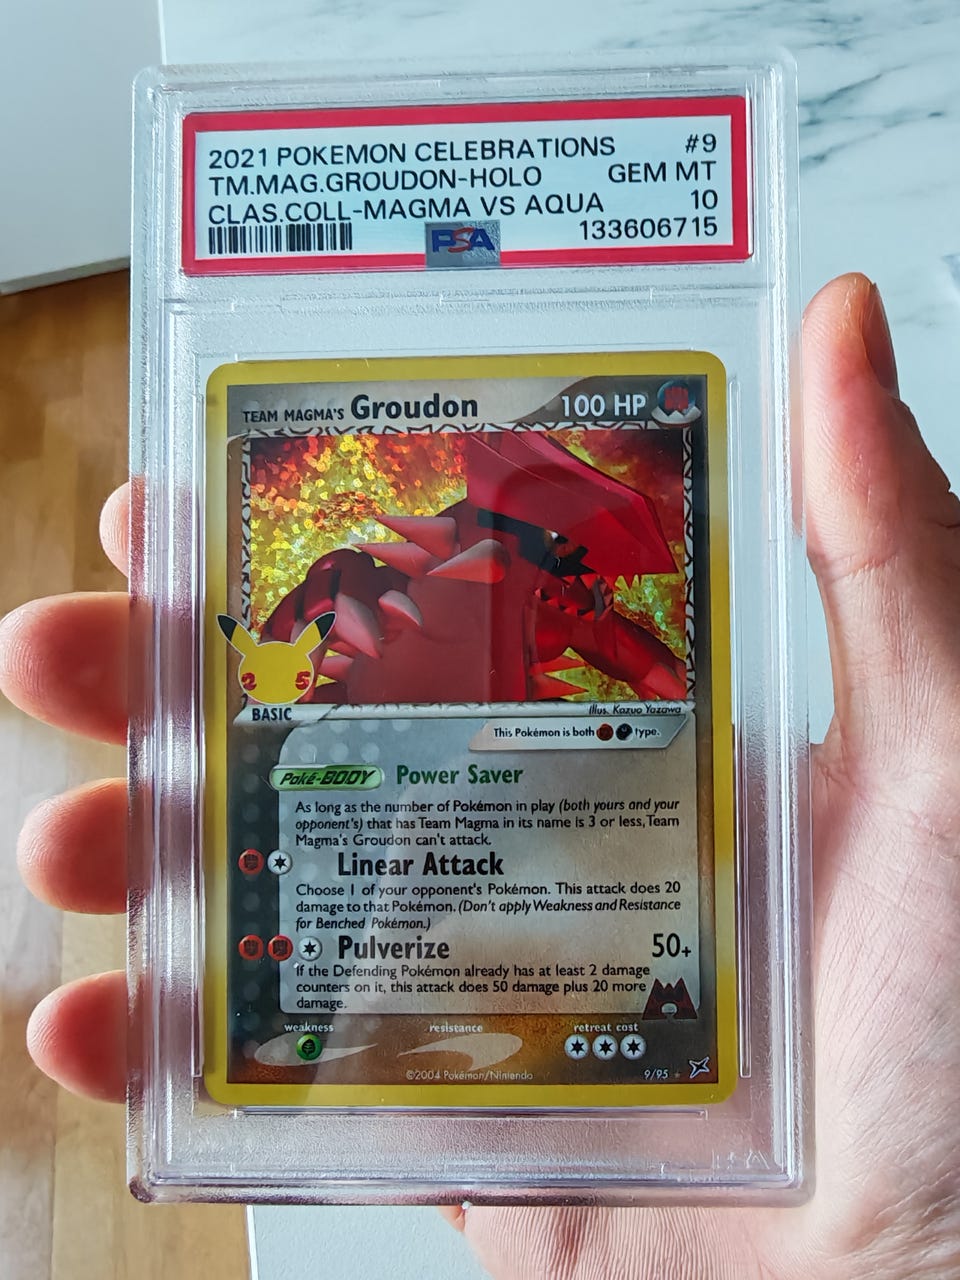 2021 POKEMON CELEBRATIONS #9
TM.MAG.GROUDON-HOLO GEM MT
CLAS.COLL-MAGMA VS AQUA 10
PSA 133606715
TEAM MAGMA'S Groudon 100 HP
25
BASIC
Illus. Kazuo Yazawa
This Pokémon is both type.
Poké-BODY Power Saver
As long as the number of Pokémon in play (both yours and your
opponent's) that has Team Magma in its name is 3 or less, Team
Magma's Groudon can't attack.
Linear Attack
Choose 1 of your opponent's Pokémon. This attack does 20
damage to that Pokémon. (Don't apply Weakness and Resistance
for Benched Pokémon.)
Pulverize 50+
If the Defending Pokémon already has at least 2 damage
counters on it, this attack does 50 damage plus 20 more
damage.
weakness resistance retreat cost
©2004 Pokémon/Nintendo 9/95 ★